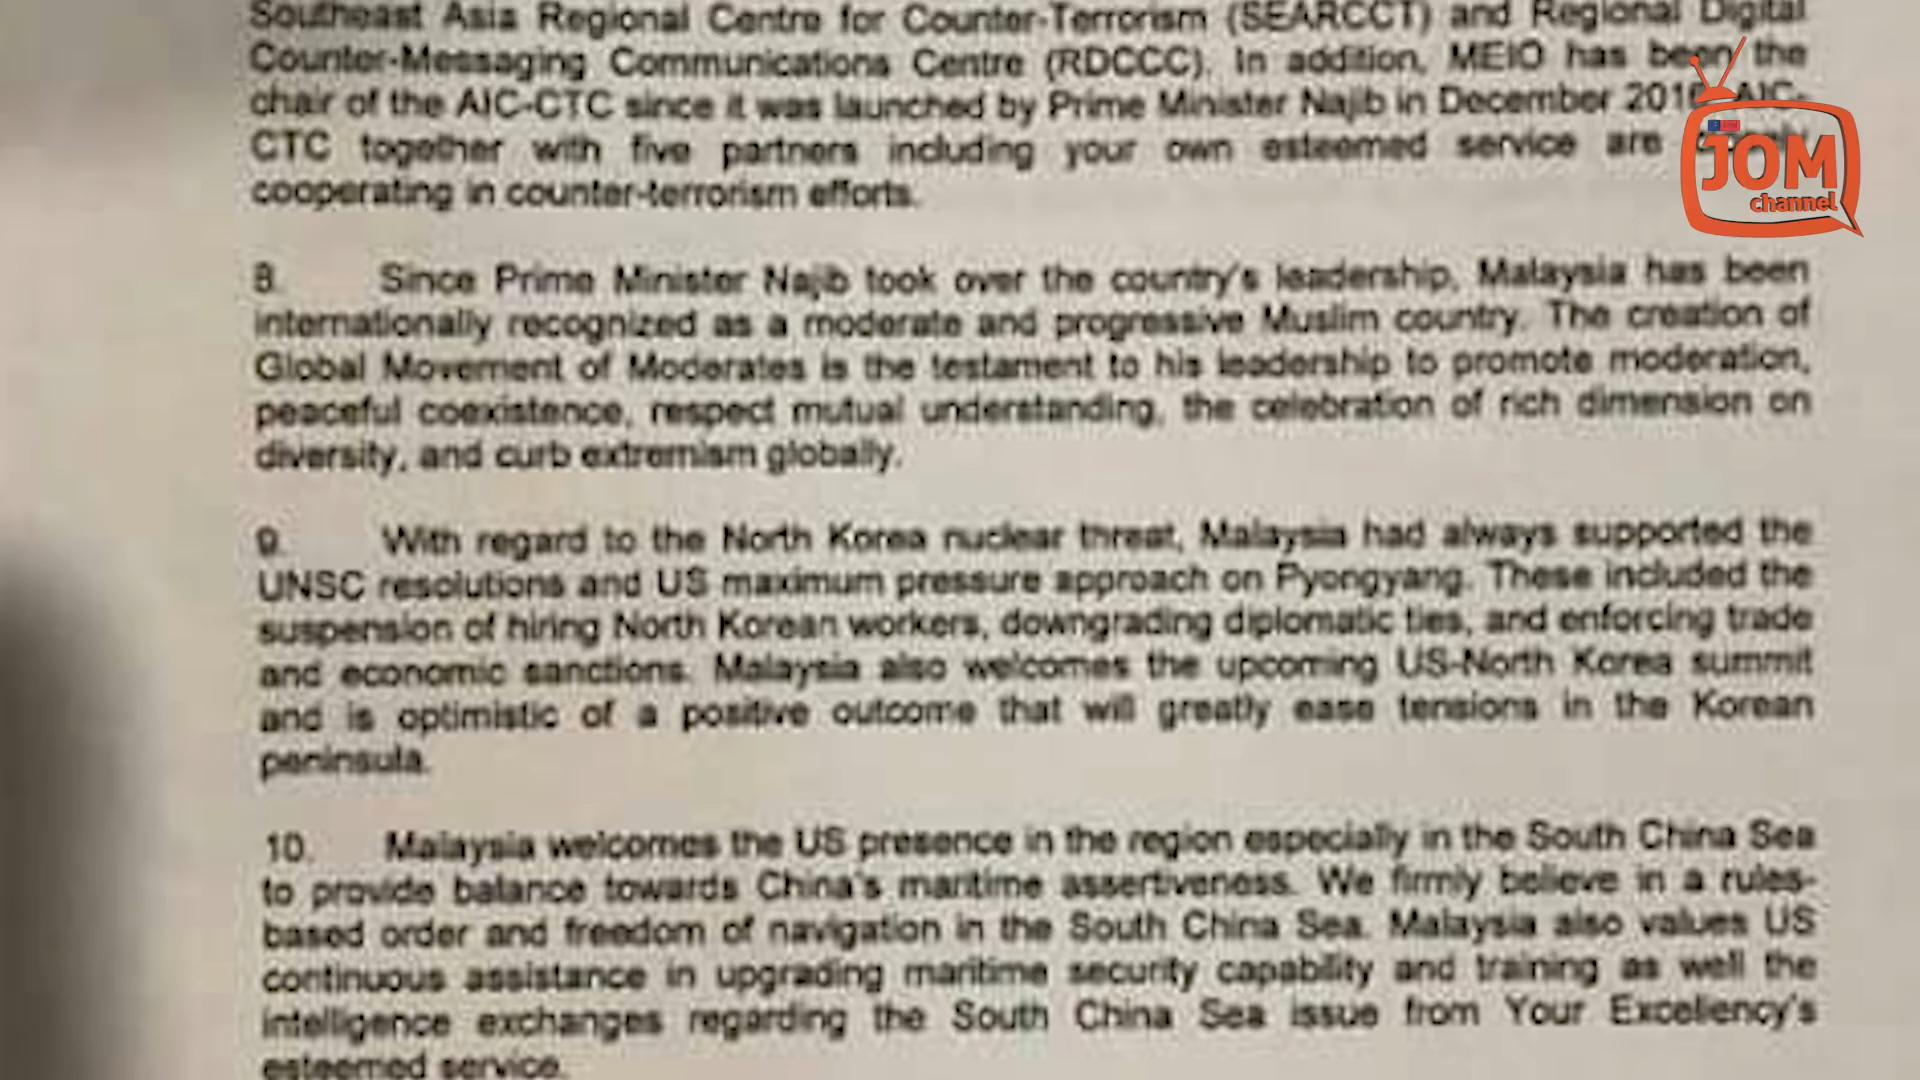 Southeast Asia Regional Centre for Counter-Terrorism (SEARCCT) and Regional Digital
Counter-Messaging Communications Centre (RDCCC). In addition, MEIO has been the
chair of the AIC-CTC since it was launched by Prime Minister Najib in December AIC-
CTC together with five partners including your own esteemed service are
cooperating in counter-terrorism efforts.
JOM
channel
8. Since Prime Minister Najib took over the country's leadership, Malaysia has been
internationally recognized as a moderate and progressive Muslim country. The creation of
Global Movement of Moderates is the testament to his leadership to promote moderation,
peaceful coexistence, respect mutual understanding, the celebration of rich dimension on
diversity, and curb extremism globally.
9. With regard to the North Korea nuclear threat, Malaysia had always supported the
UNSC resolutions and US maximum pressure approach on Pyongyang. These included the
suspension of hiring North Korean workers, downgrading diplomatic ties, and enforcing trade
and economic sanctions. Malaysia also welcomes the upcoming US-North Korea summit
and is optimistic of a positive outcome that will greatly ease tensions in the Korean
peninsula.
10. Malaysia welcomes the US presence in the region especially in the South China Sea
to provide balance towards China's maritime assertiveness. We firmly believe in a rules-
based order and freedom of navigation in the South China Sea. Malaysia also values US
continuous assistance in upgrading maritime security capability and training as well the
intelligence exchanges regarding the South China Sea issue from Your Excellency's
esteemed service.